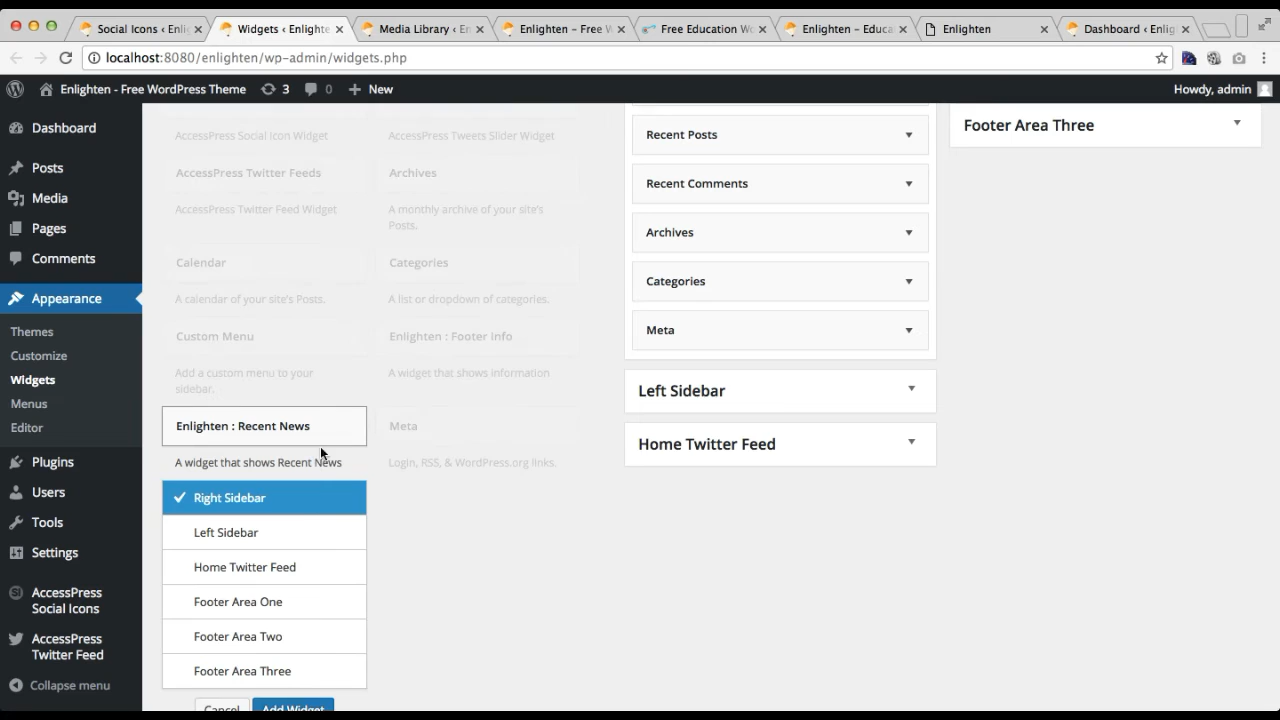 Social Icons ‹ Enli
Widgets ‹ Enlighte
Media Library ‹ En
Enlighten – Free W
Free Education Wo
Enlighten – Educa
Enlighten
Dashboard ‹ Enlig
localhost:8080/enlighten/wp-admin/widgets.php
Enlighten - Free WordPress Theme
3
0
New
Howdy, admin
Dashboard
Posts
Media
Pages
Comments
Appearance
Themes
Customize
Widgets
Menus
Editor
Plugins
Users
Tools
Settings
AccessPress
Social Icons
AccessPress
Twitter Feed
Collapse menu
AccessPress Social Icon Widget
AccessPress Tweets Slider Widget
AccessPress Twitter Feeds
Archives
AccessPress Twitter Feed Widget
A monthly archive of your site's
Posts.
Calendar
Categories
A calendar of your site's Posts.
A list or dropdown of categories.
Custom Menu
Enlighten : Footer Info
Add a custom menu to your
sidebar.
A widget that shows information
Enlighten : Recent News
Meta
A widget that shows Recent News
Login, RSS, & WordPress.org links.
Right Sidebar
Left Sidebar
Home Twitter Feed
Footer Area One
Footer Area Two
Footer Area Three
Cancel
Add Widget
Recent Posts
Recent Comments
Archives
Categories
Meta
Left Sidebar
Home Twitter Feed
Footer Area Three